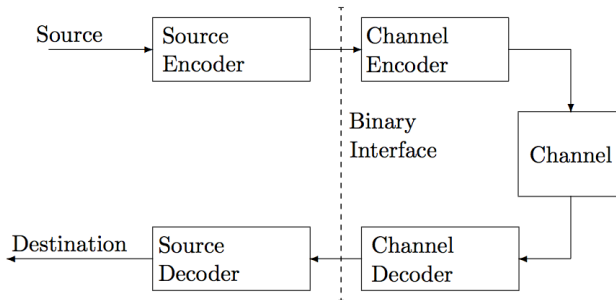 Source
Source
Encoder
Channel
Encoder
Binary
Interface
Channel
Destination
Source
Decoder
Channel
Decoder